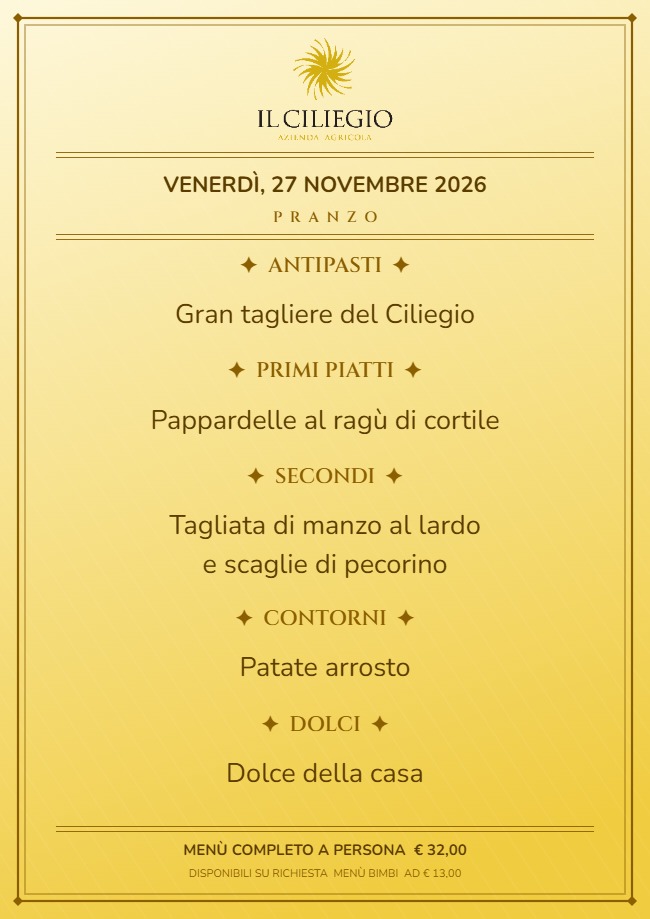 IL CILIEGIO
AZIENDA AGRICOLA
VENERDÌ, 27 NOVEMBRE 2026
PRANZO
ANTIPASTI
Gran tagliere del Ciliegio
PRIMI PIATTI
Pappardelle al ragù di cortile
SECONDI
Tagliata di manzo al lardo
e scaglie di pecorino
CONTORNI
Patate arrosto
DOLCI
Dolce della casa
MENÙ COMPLETO A PERSONA € 32,00
DISPONIBILI SU RICHIESTA MENÙ BIMBI AD € 13,00